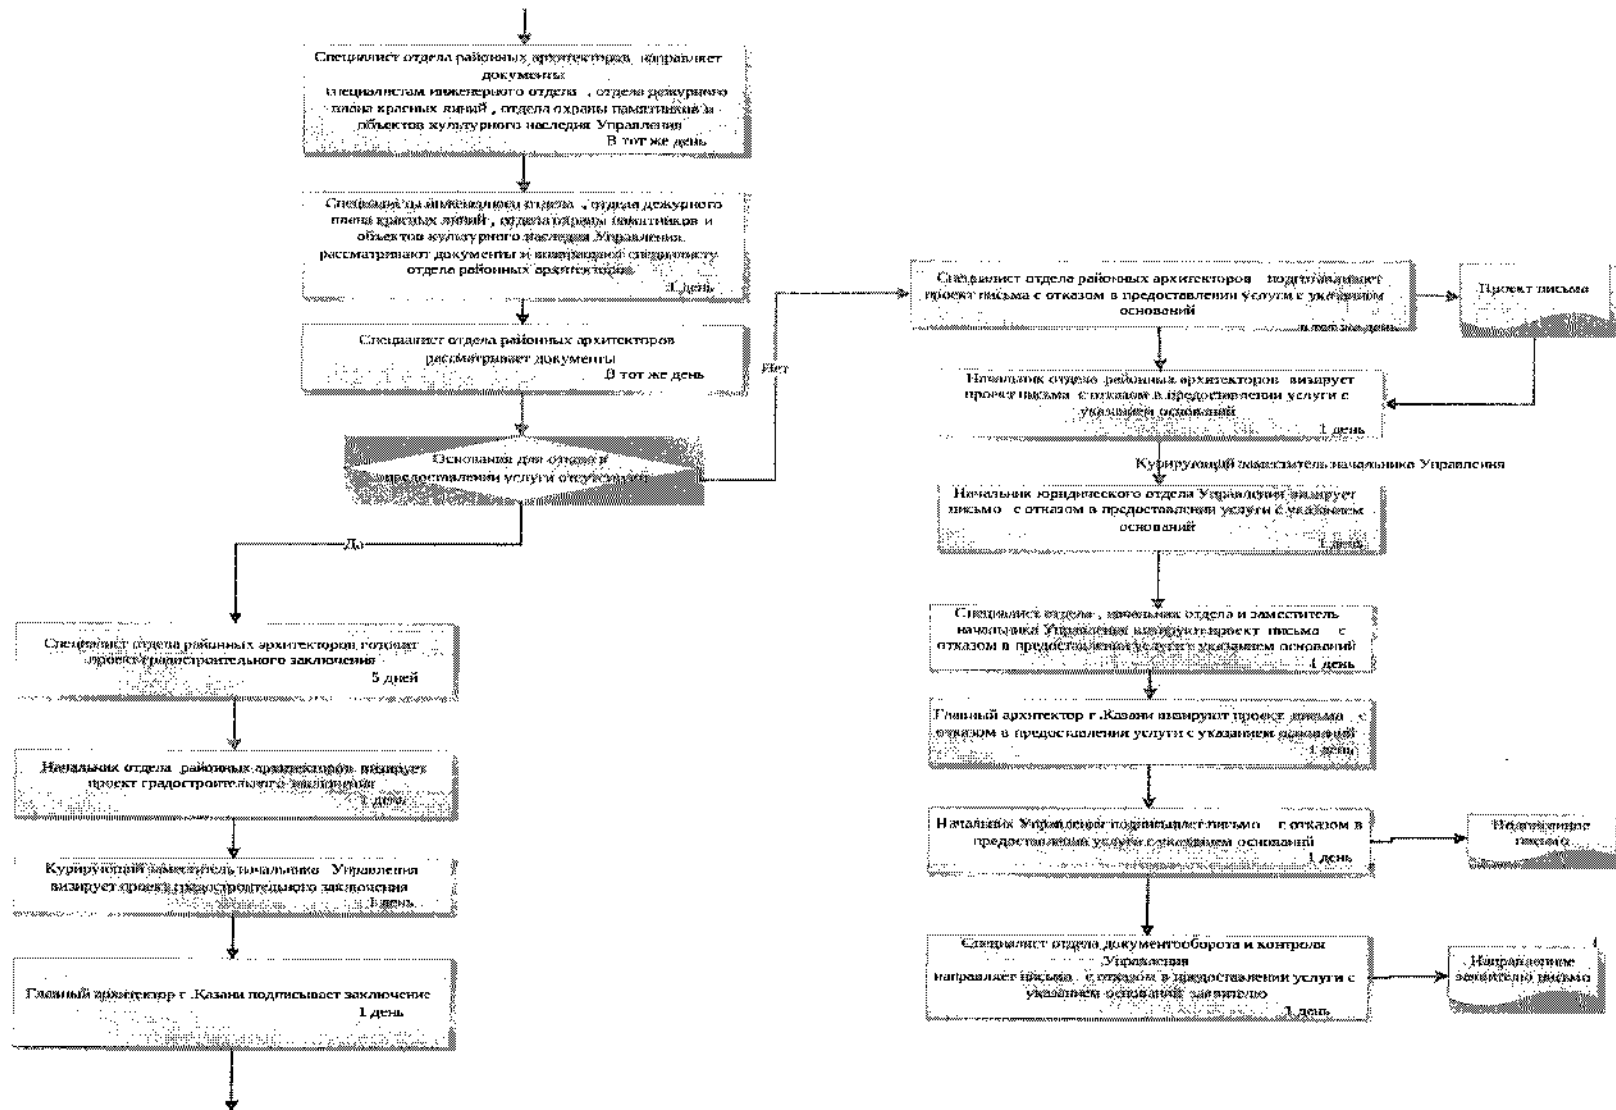 Специалист отдела районных архитекторов направляет
документы
специалистам инженерного отдела , отдела дежурного
плана красных линий , отдела охраны памятников и
объектов культурного наследия Управления
В тот же день
Специалисты инженерного отдела , отдела дежурного
плана красных линий , отдела охраны памятников и
объектов культурного наследия Управления
рассматривают документы и возвращают специалисту
отдела районных архитекторов
1 день
Специалист отдела районных архитекторов
рассматривает документы
В тот же день
Основания для отказа в
предоставлении услуги отсутствуют
Нет
Да
Специалист отдела районных архитекторов готовит
проект градостроительного заключения
5 дней
Начальник отдела районных архитекторов визирует
проект градостроительного заключения
1 день
Курирующий заместитель начальника Управления
визирует проект градостроительного заключения
1 день
Главный архитектор г .Казани подписывает заключение
1 день
Специалист отдела районных архитекторов подготавливает
проект письма с отказом в предоставлении услуги с указанием
оснований
в тот же день
Проект письма
Начальник отдела районных архитекторов визирует
проект письма с отказом в предоставлении услуги с
указанием оснований
1 день
Курирующий заместитель начальника Управления
Начальник юридического отдела Управления визирует
письмо с отказом в предоставлении услуги с указанием
оснований
1 день
Специалист отдела , начальник отдела и заместитель
начальника Управления визируют проект письма с
отказом в предоставлении услуги с указанием оснований
1 день
Главный архитектор г .Казани визируют проект письма с
отказом в предоставлении услуги с указанием оснований
1 день
Начальник Управления подписывает письмо с отказом в
предоставлении услуги с указанием оснований
1 день
письмо
Специалист отдела документооборота и контроля
Управления
направляет письма с отказом в предоставлении услуги с
указанием оснований заявителю
1 день
Направленное
заявителю письмо